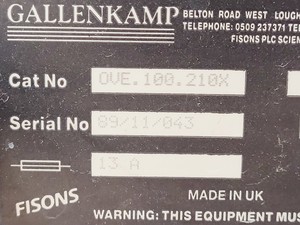 GALLENKAMP
BELTON ROAD WEST LOUGH
TELEPHONE: 0509 237371 TE
FISONS PLC SCIEN
Cat No OVE.100.210X
Serial No 89/11/043
13 A
FISONS
MADE IN UK
WARNING: THIS EQUIPMENT MUS